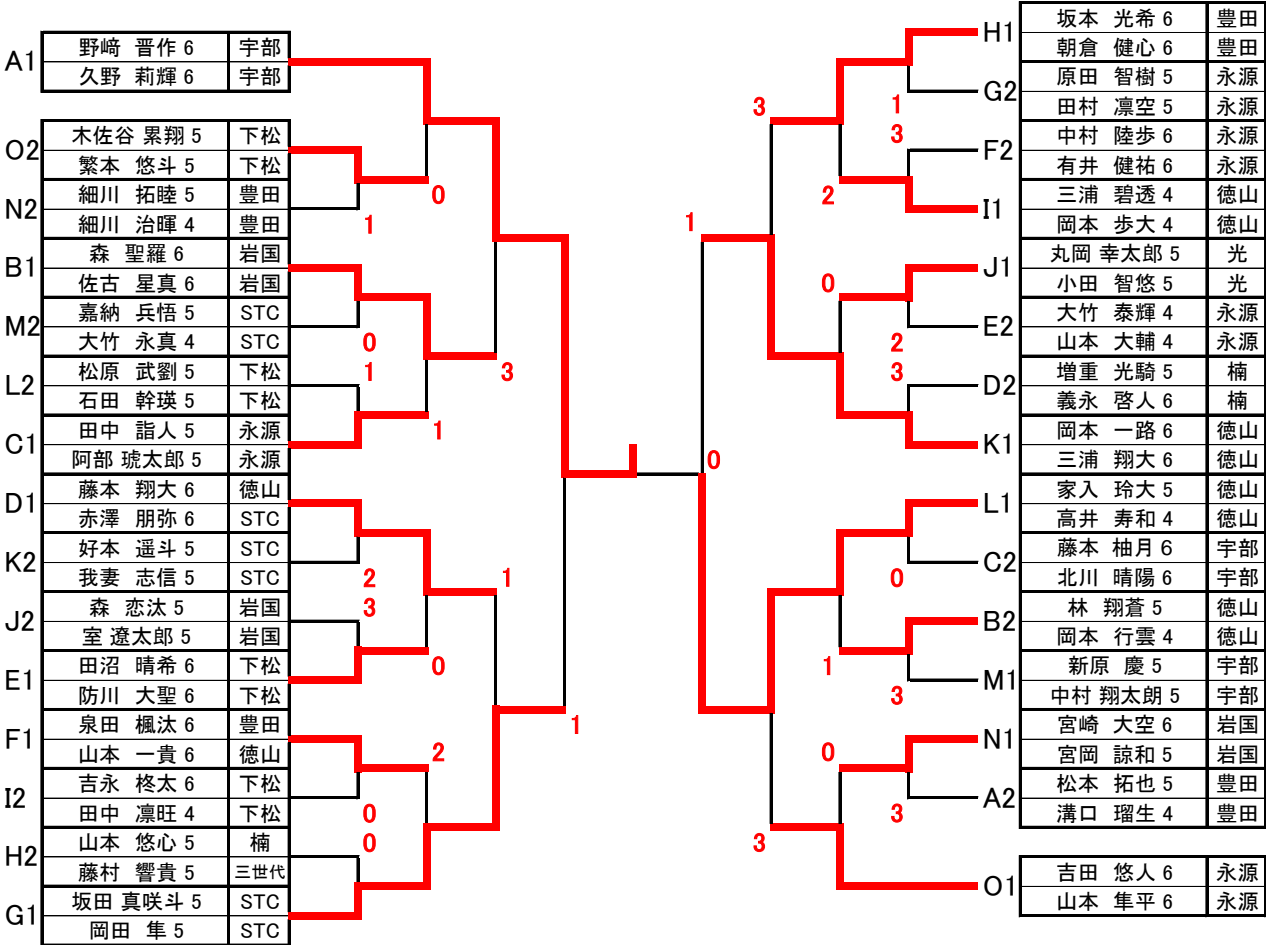 A1
野﨑 晋作 6 宇部
久野 莉輝 6 宇部
O2
木佐谷 累翔 5 下松
繁本 悠斗 5 下松
N2
細川 拓睦 5 豊田
細川 治暉 4 豊田
B1
森 聖羅 6 岩国
佐古 星真 6 岩国
M2
嘉納 兵悟 5 STC
大竹 永真 4 STC
L2
松原 武劉 5 下松
石田 幹瑛 5 下松
C1
田中 詣人 5 永源
阿部 琥太郎 5 永源
D1
藤本 翔大 6 徳山
赤澤 朋弥 6 STC
K2
好本 遥斗 5 STC
我妻 志信 5 STC
J2
森 恋汰 5 岩国
室 遼太郎 5 岩国
E1
田沼 晴希 6 下松
防川 大聖 6 下松
F1
泉田 楓汰 6 豊田
山本 一貴 6 徳山
I2
吉永 柊太 6 下松
田中 凛旺 4 下松
H2
山本 悠心 5 楠
藤村 響貴 5 三世代
G1
坂田 真咲斗 5 STC
岡田 隼 5 STC
0
1
0
1
3
1
2
3
1
0
1
2
0
0
0
1
3
1
3
2
0
2
3
0
1
3
0
3
3
H1
坂本 光希 6 豊田
朝倉 健心 6 豊田
G2
原田 智樹 5 永源
田村 凛空 5 永源
F2
中村 陸歩 6 永源
有井 健祐 6 永源
I1
三浦 碧透 4 徳山
岡本 歩大 4 徳山
J1
丸岡 幸太郎 5 光
小田 智悠 5 光
E2
大竹 泰輝 4 永源
山本 大輔 4 永源
D2
増重 光騎 5 楠
義永 啓人 6 楠
K1
岡本 一路 6 徳山
三浦 翔大 6 徳山
L1
家入 玲大 5 徳山
高井 寿和 4 徳山
C2
藤本 柚月 6 宇部
北川 晴陽 6 宇部
B2
林 翔蒼 5 徳山
岡本 行雲 4 徳山
M1
新原 慶 5 宇部
中村 翔太朗 5 宇部
N1
宮崎 大空 6 岩国
宮岡 諒和 5 岩国
A2
松本 拓也 5 豊田
溝口 瑠生 4 豊田
O1
吉田 悠人 6 永源
山本 隼平 6 永源